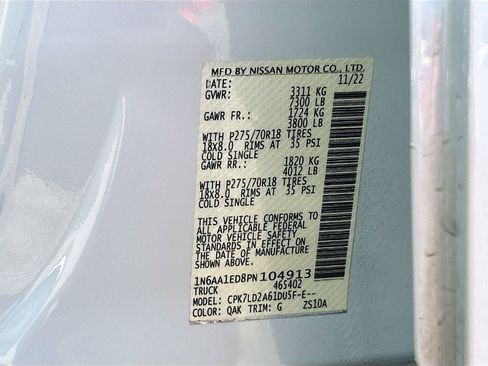 MFD BY NISSAN MOTOR CO., LTD.
DATE: 11/22
GVWR: 3311 KG
7300 LB
GAWR FR.: 1724 KG
3800 LB
WITH P275/70R18 TIRES
18x8.0 RIMS AT 35 PSI
COLD SINGLE
GAWR RR.: 1820 KG
4012 LB
WITH P275/70R18 TIRES
18x8.0 RIMS AT 35 PSI
COLD SINGLE
THIS VEHICLE CONFORMS TO
ALL APPLICABLE FEDERAL
MOTOR VEHICLE SAFETY
STANDARDS IN EFFECT ON
THE DATE OF MANUFACTURE
SHOWN ABOVE.
1N6AA1ED8PN104913
TRUCK 465402
MODEL: CPK7LD2A61DU5F-E--
COLOR: QAK TRIM: G ZS10A